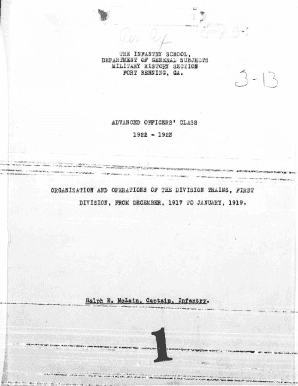 THE INFANTRY SCHOOL,
DEPARTMENT OF GENERAL SUBJECTS
MILITARY HISTORY SECTION
FORT BENNING, GA.
3-13
ADVANCED OFFICERS' CLASS
1922 - 1923
ORGANIZATION AND OPERATIONS OF THE DIVISION TRAINS, FIRST
DIVISION, FROM DECEMBER, 1917 TO JANUARY, 1919.
Ralph E. McLain, Captain, Infantry.
1